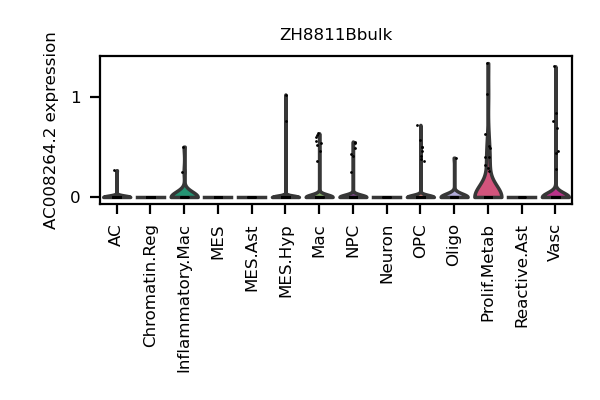 ZH8811Bbulk
AC008264.2 expression
1
0
AC
Chromatin.Reg
Inflammatory.Mac
MES
MES.Ast
MES.Hyp
Mac
NPC
Neuron
OPC
Oligo
Prolif.Metab
Reactive.Ast
Vasc